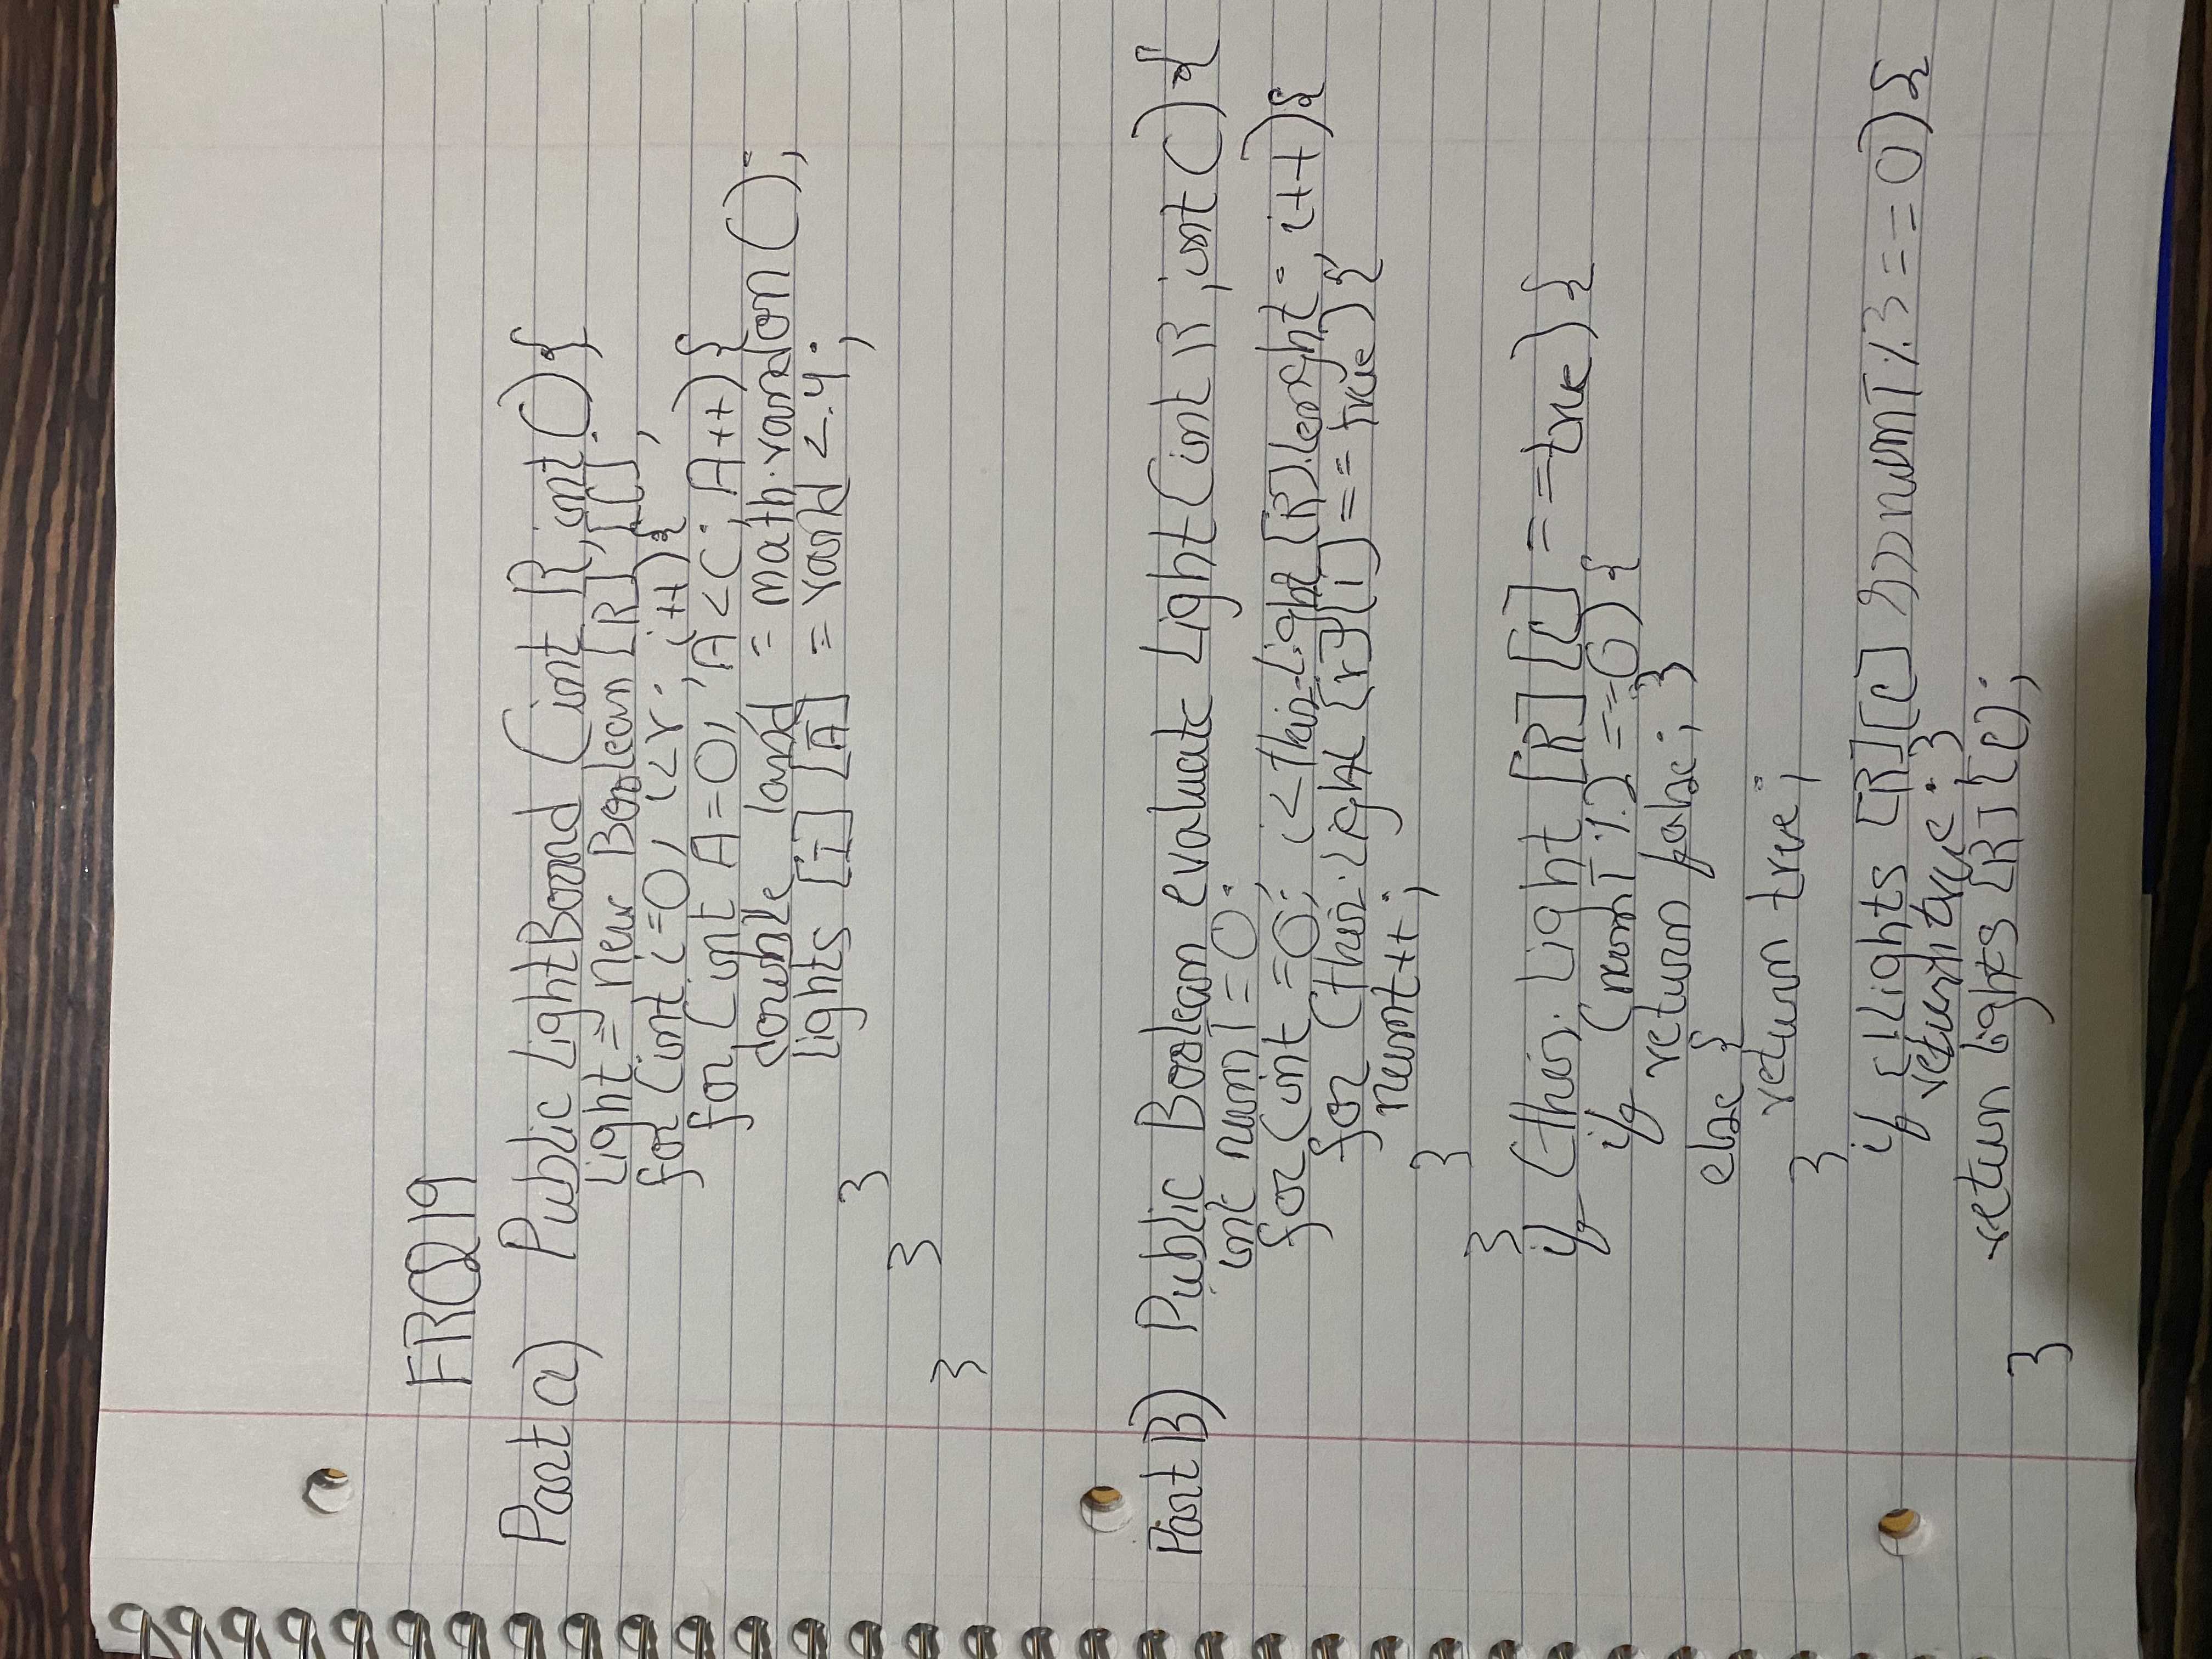 FRQ19
Part a) Public LightBoard (int R, int C){
Light = new Boolean [R] [C];
for (int i=0; i<r; i++){
for (int A=0; A<C; A++){
double rand = math.random();
lights [i] [A] = rand <.4;
}
}
}
Part B) Public Boolean evaluate Light(int R, int C){
int numT=0;
for (int =0; i<this.Light [R].lenght; i++){
for (this.Light [r][i]==true){
numt++;
}
}
if (this.Light [R][C] ==true){
if (numT%2==0){
return false; }
else {
return true;
}
if (!Lights [R][C] numT%3==0){
return true; }
return lights [R][C];
}